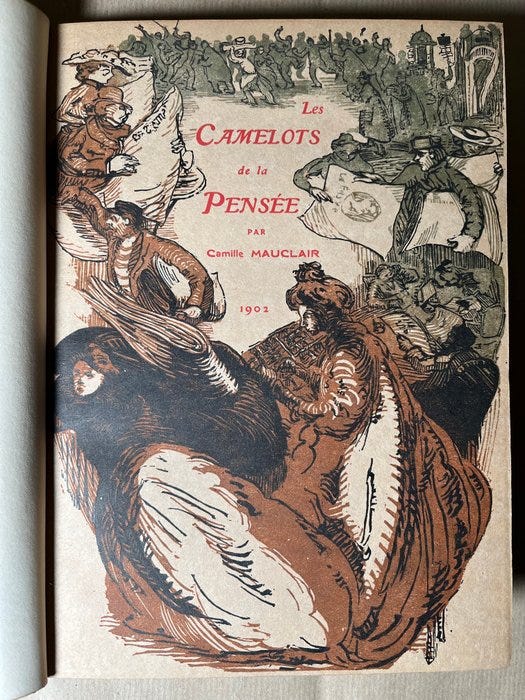 Les
CAMELOTS
de la
PENSÉE
PAR
Camille MAUCLAIR
1902